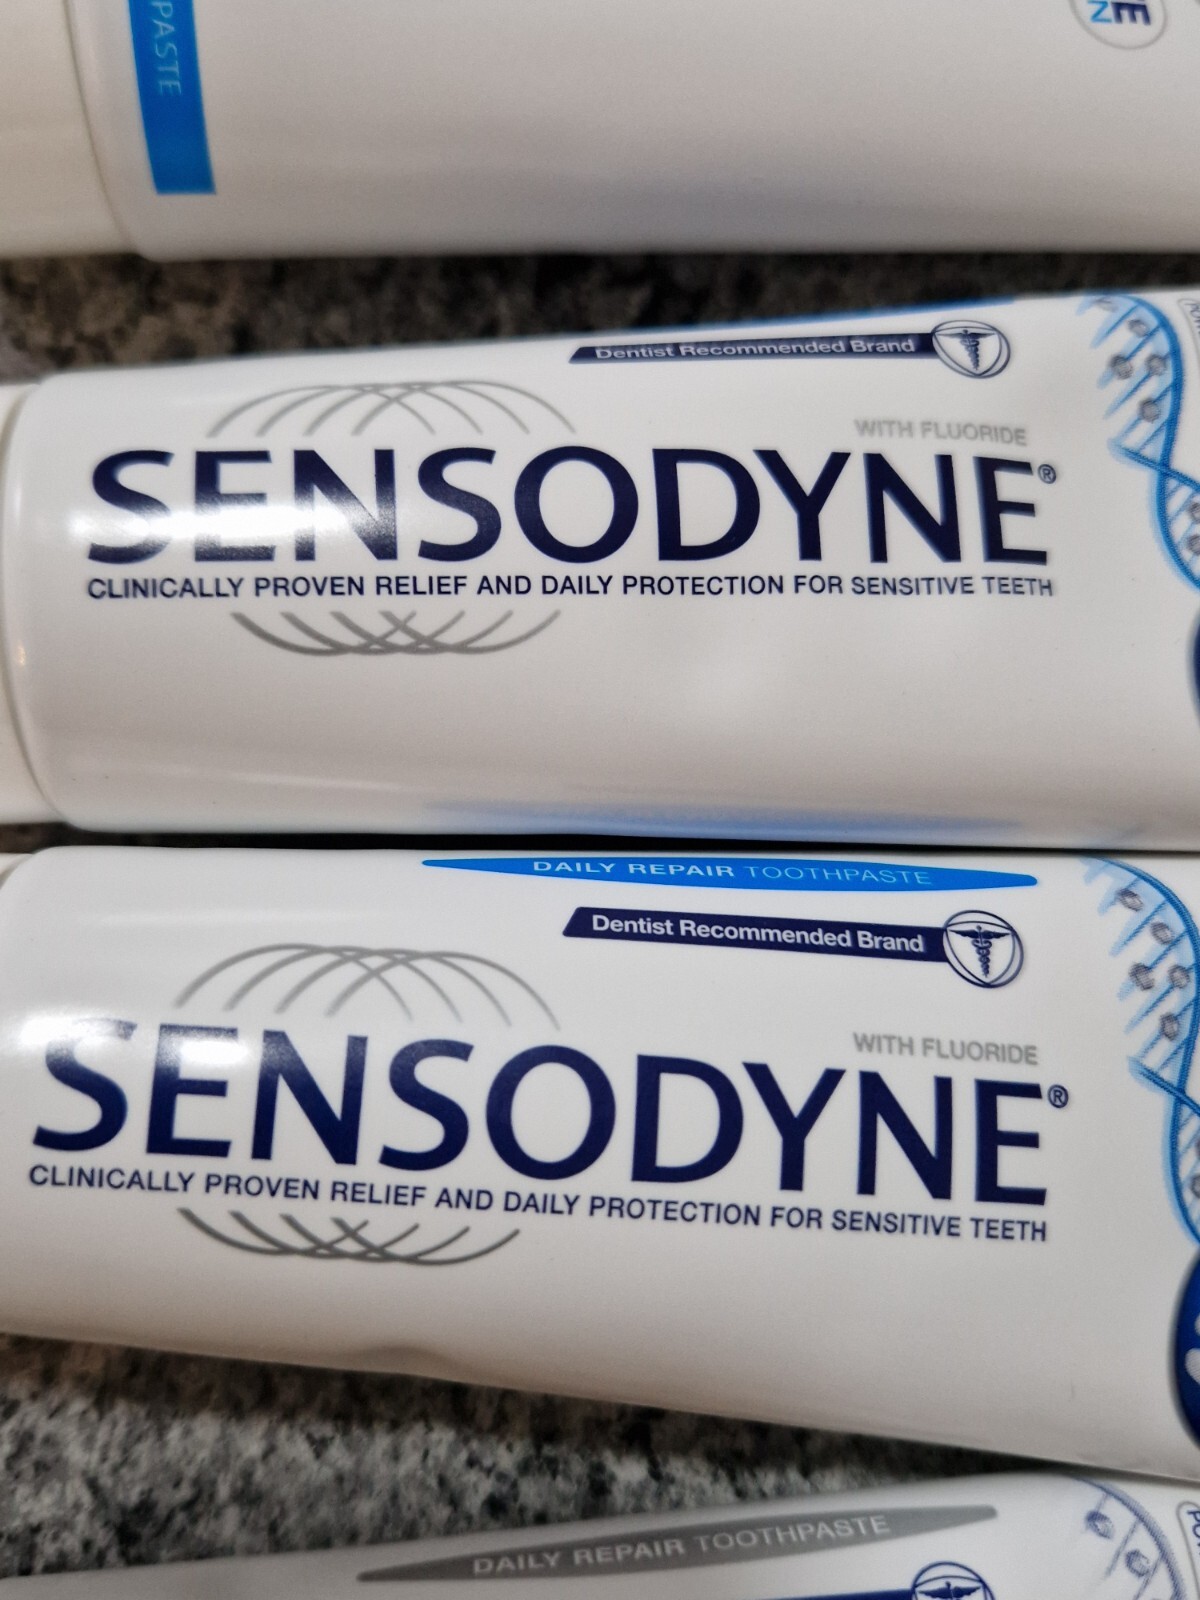 PASTE
Dentist Recommended Brand
WITH FLUORIDE
SENSODYNE®
CLINICALLY PROVEN RELIEF AND DAILY PROTECTION FOR SENSITIVE TEETH
DAILY REPAIR TOOTHPASTE
Dentist Recommended Brand
WITH FLUORIDE
SENSODYNE®
CLINICALLY PROVEN RELIEF AND DAILY PROTECTION FOR SENSITIVE TEETH
DAILY REPAIR TOOTHPASTE